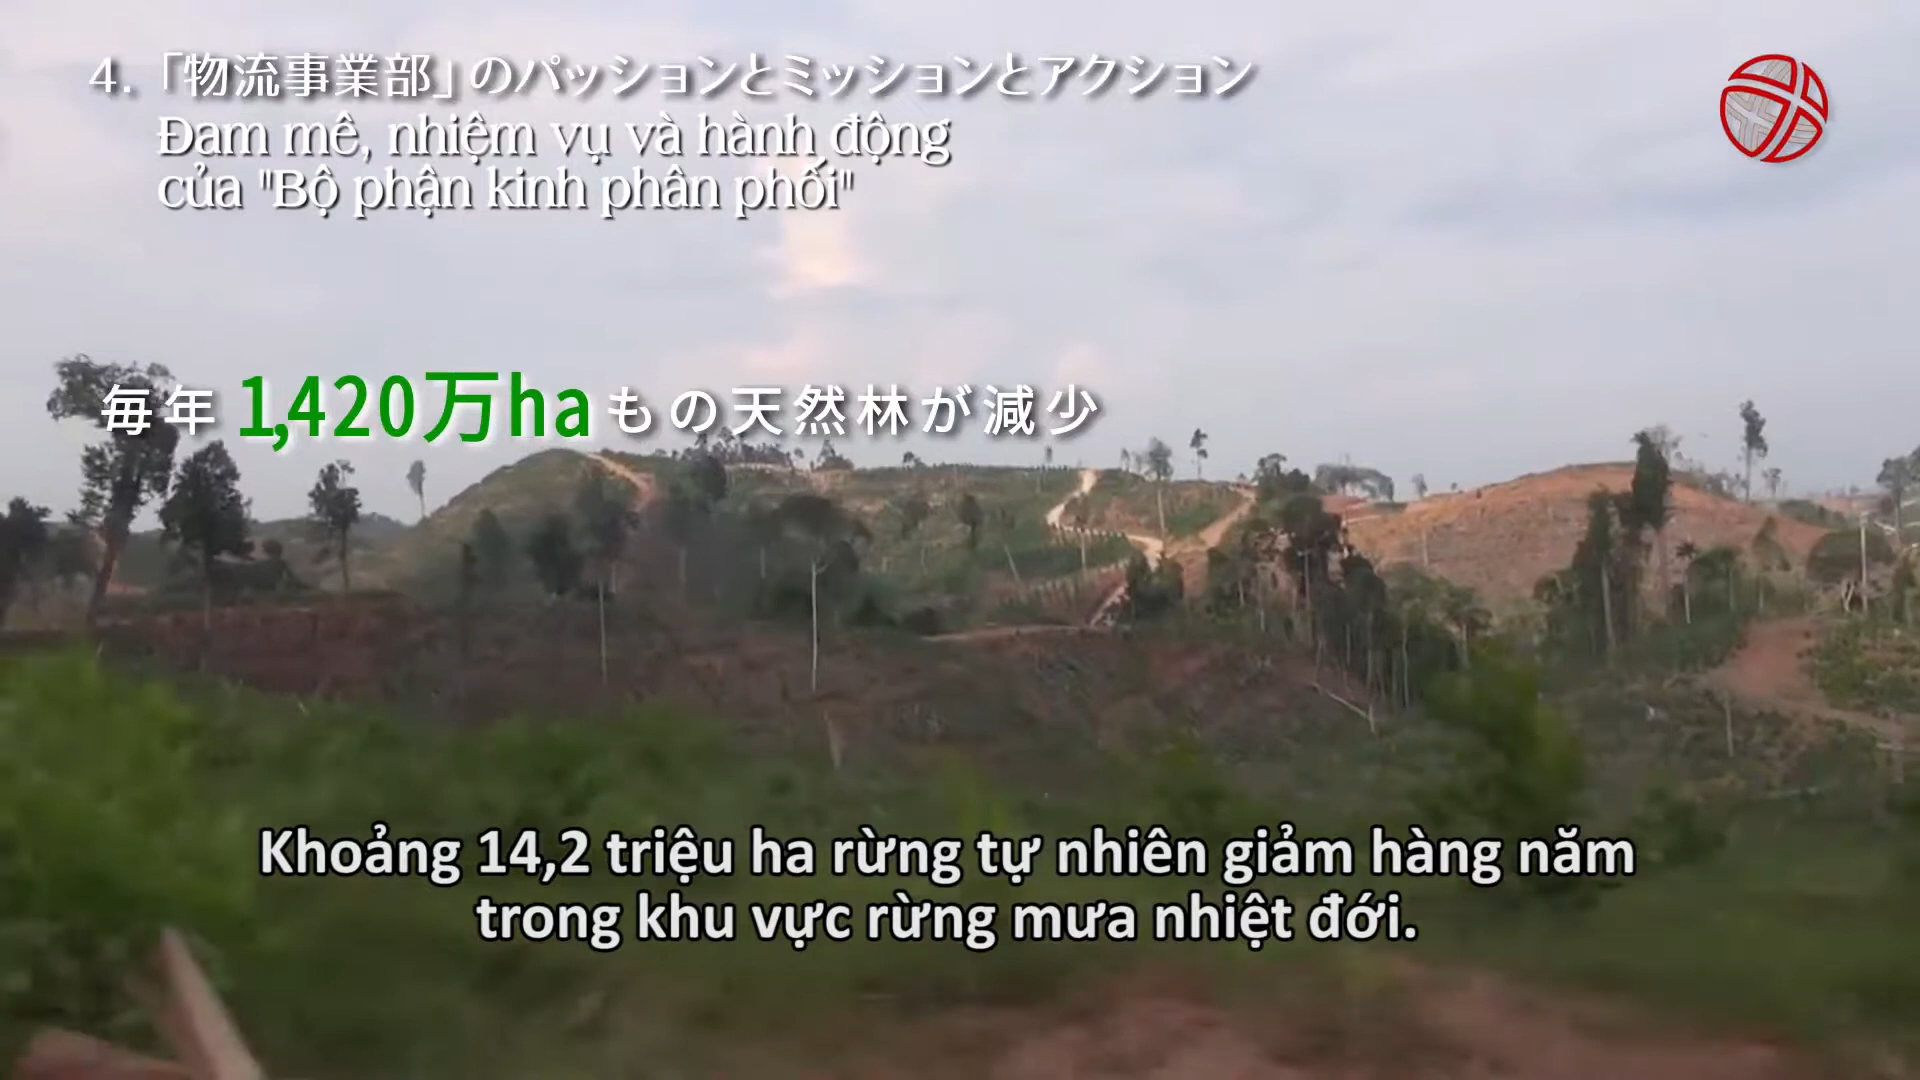 4.「物流事業部」のパッションとミッションとアクション
Đam mê, nhiệm vụ và hành động
của "Bộ phận kinh phân phối"
毎年1,420万haもの天然林が減少
Khoảng 14,2 triệu ha rừng tự nhiên giảm hàng năm
trong khu vực rừng mưa nhiệt đới.